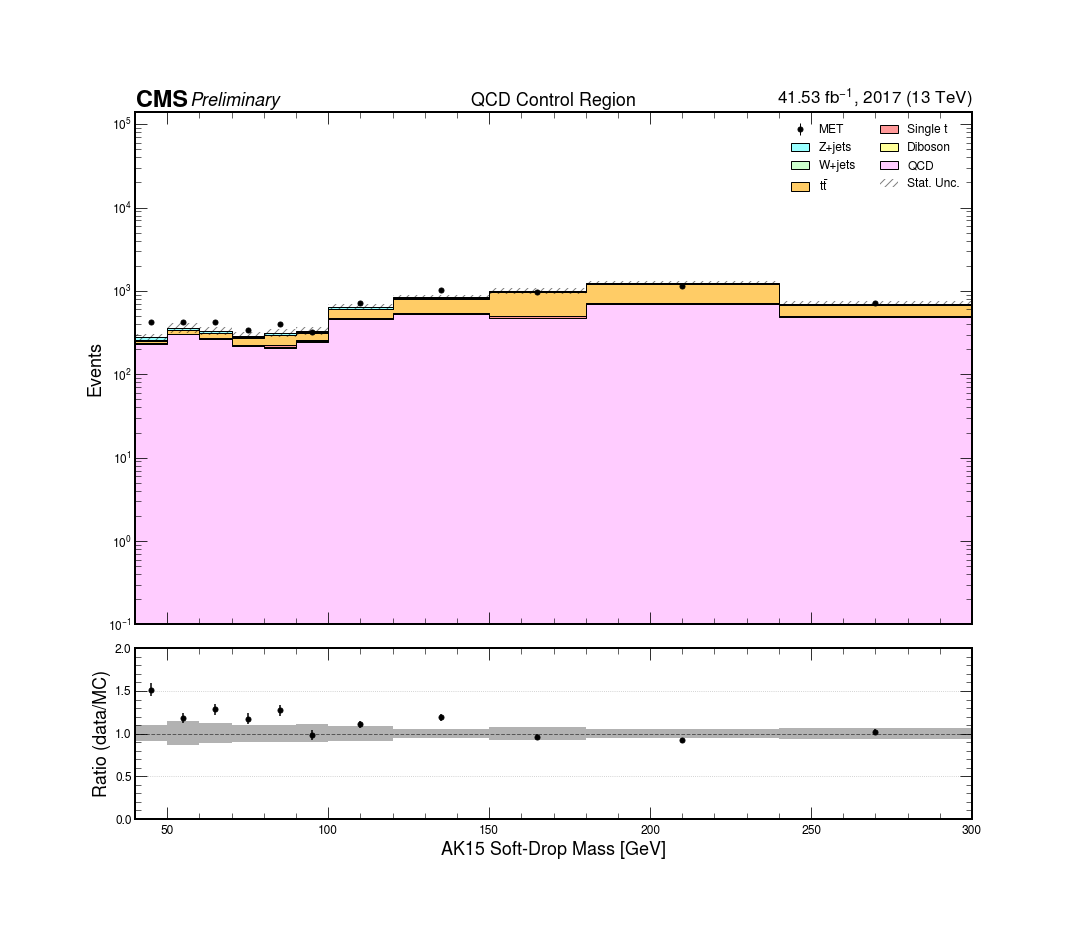 CMS Preliminary QCD Control Region 41.53 fb⁻¹, 2017 (13 TeV)
MET Single t
Z+jets Diboson
W+jets QCD
tt̄ Stat. Unc.
10⁵
10⁴
10³
10²
10¹
10⁰
10⁻¹
Events
2.0
1.5
1.0
0.5
0.0
Ratio (data/MC)
50 100 150 200 250 300
AK15 Soft-Drop Mass [GeV]